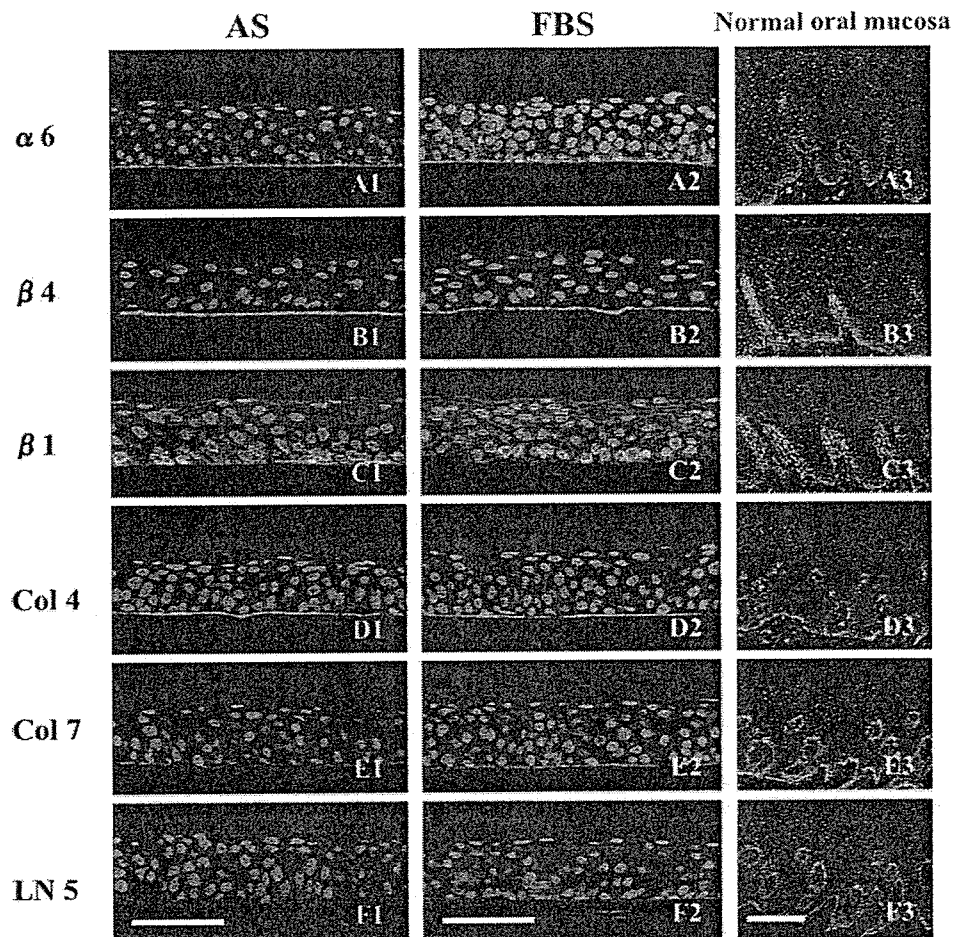 AS FBS Normal oral mucosa
α 6 A1 A2 A3
β 4 B1 B2 B3
β 1 C1 C2 C3
Col 4 D1 D2 D3
Col 7 E1 E2 E3
LN 5 F1 F2 F3